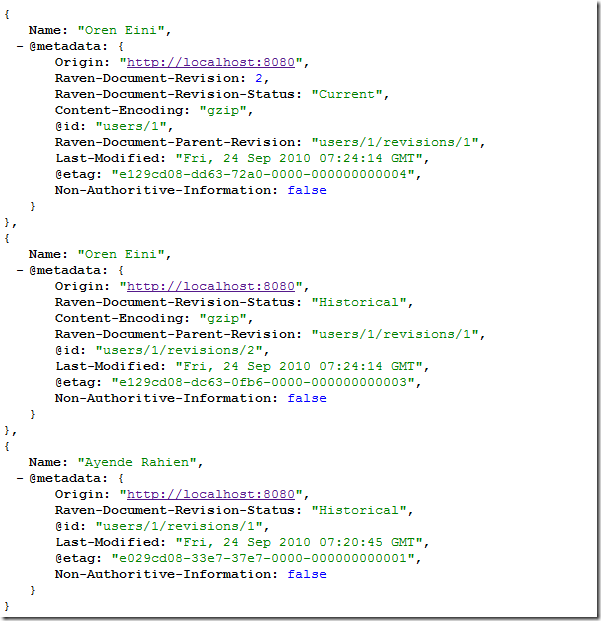 {
Name: "Oren Eini",
- @metadata: {
Origin: "http://localhost:8080",
Raven-Document-Revision: 2,
Raven-Document-Revision-Status: "Current",
Content-Encoding: "gzip",
@id: "users/1",
Raven-Document-Parent-Revision: "users/1/revisions/1",
Last-Modified: "Fri, 24 Sep 2010 07:24:14 GMT",
@etag: "e129cd08-dd63-72a0-0000-000000000004",
Non-Authoritive-Information: false
}
},
{
Name: "Oren Eini",
- @metadata: {
Origin: "http://localhost:8080",
Raven-Document-Revision-Status: "Historical",
Content-Encoding: "gzip",
Raven-Document-Parent-Revision: "users/1/revisions/1",
@id: "users/1/revisions/2",
Last-Modified: "Fri, 24 Sep 2010 07:24:14 GMT",
@etag: "e129cd08-dc63-0fb6-0000-000000000003",
Non-Authoritive-Information: false
}
},
{
Name: "Ayende Rahien",
- @metadata: {
Origin: "http://localhost:8080",
Raven-Document-Revision-Status: "Historical",
@id: "users/1/revisions/1",
Last-Modified: "Fri, 24 Sep 2010 07:20:45 GMT",
@etag: "e029cd08-33e7-37e7-0000-000000000001",
Non-Authoritive-Information: false
}
}